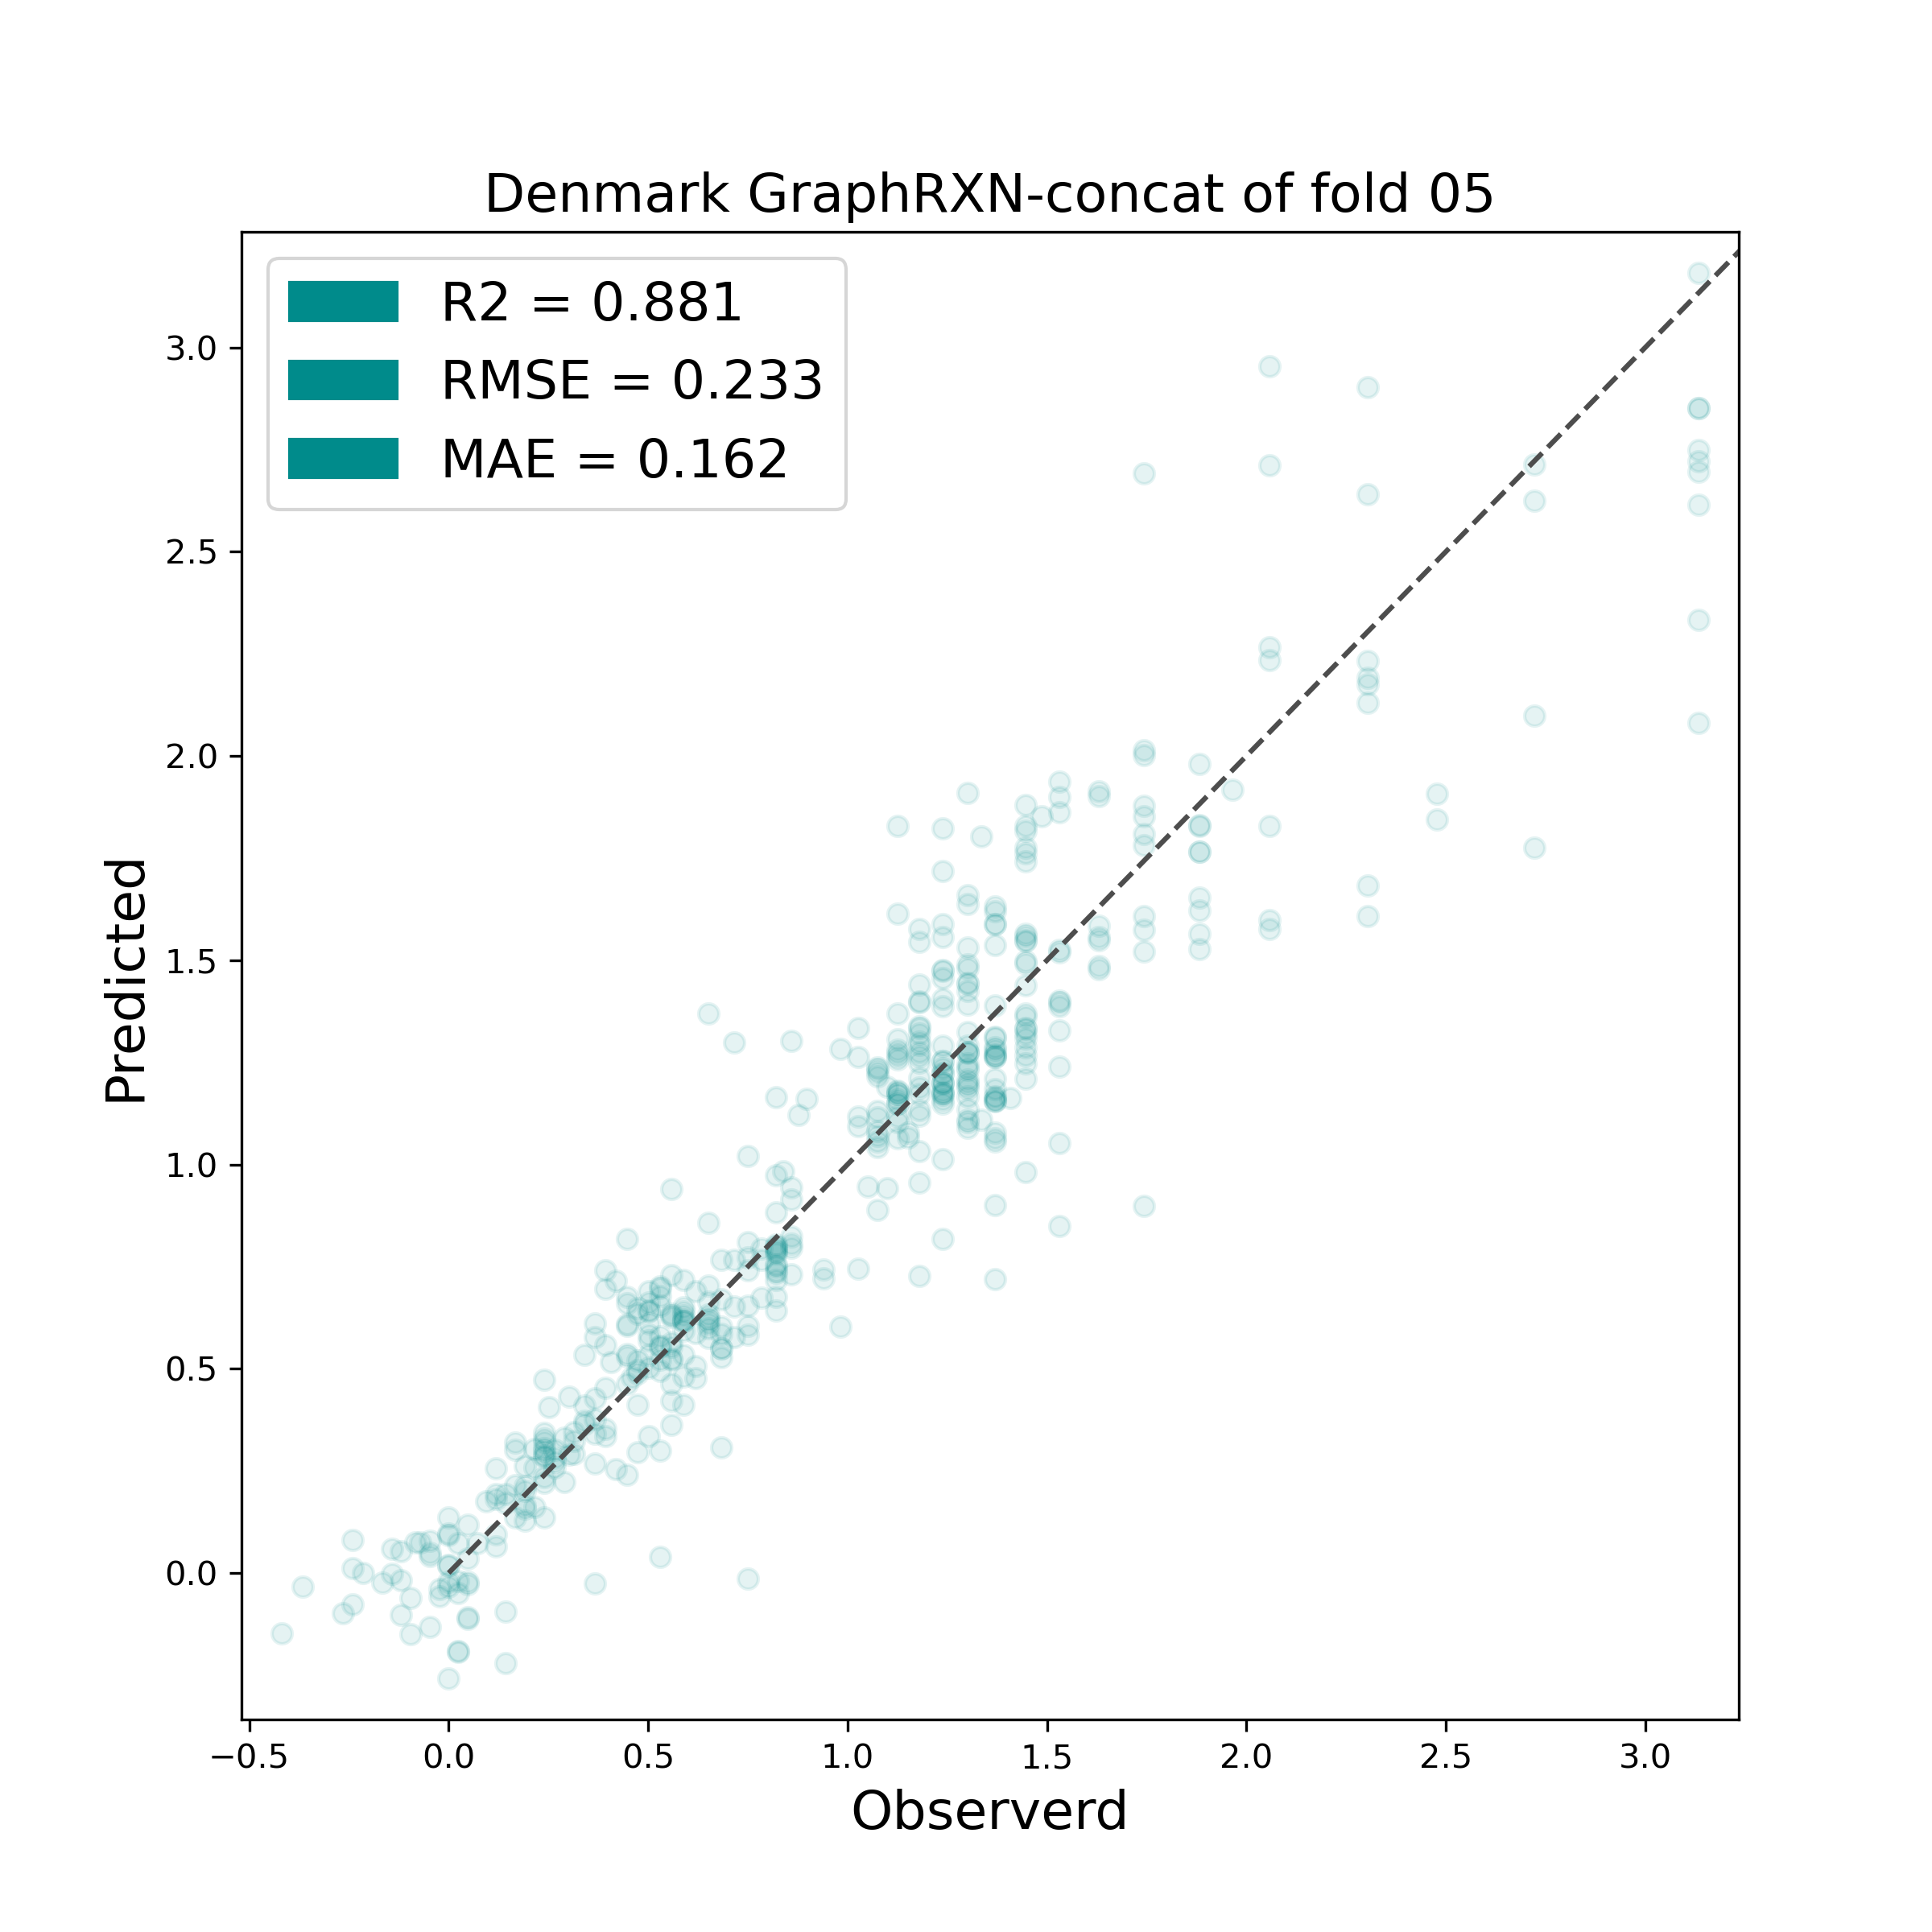 Denmark GraphRXN-concat of fold 05
R2 = 0.881
RMSE = 0.233
MAE = 0.162
Predicted
3.0
2.5
2.0
1.5
1.0
0.5
0.0
−0.5 0.0 0.5 1.0 1.5 2.0 2.5 3.0
Observerd